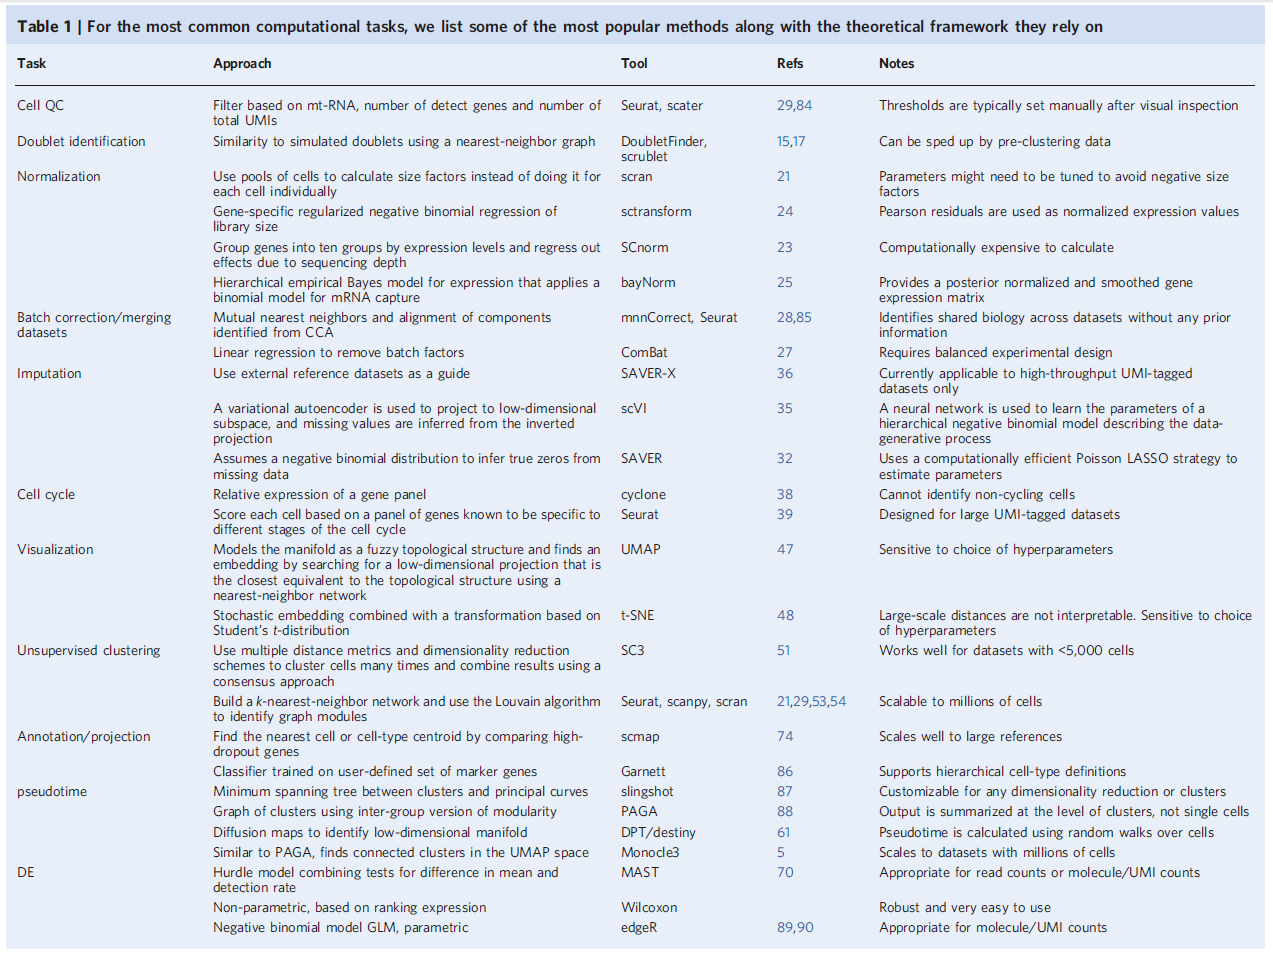 Table 1 | For the most common computational tasks, we list some of the most popular methods along with the theoretical framework they rely on
Task Approach Tool Refs Notes
Cell QC Filter based on mt-RNA, number of detect genes and number of Seurat, scater 29,84 Thresholds are typically set manually after visual inspection
total UMIs
Doublet identification Similarity to simulated doublets using a nearest-neighbor graph DoubletFinder, 15,17 Can be sped up by pre-clustering data
scrublet
Normalization Use pools of cells to calculate size factors instead of doing it for scran 21 Parameters might need to be tuned to avoid negative size
each cell individually factors
Gene-specific regularized negative binomial regression of sctransform 24 Pearson residuals are used as normalized expression values
library size
Group genes into ten groups by expression levels and regress out SCnorm 23 Computationally expensive to calculate
effects due to sequencing depth
Hierarchical empirical Bayes model for expression that applies a bayNorm 25 Provides a posterior normalized and smoothed gene
binomial model for mRNA capture expression matrix
Batch correction/merging Mutual nearest neighbors and alignment of components mnnCorrect, Seurat 28,85 Identifies shared biology across datasets without any prior
datasets identified from CCA information
Linear regression to remove batch factors ComBat 27 Requires balanced experimental design
Imputation Use external reference datasets as a guide SAVER-X 36 Currently applicable to high-throughput UMI-tagged
datasets only
A variational autoencoder is used to project to low-dimensional scVI 35 A neural network is used to learn the parameters of a
subspace, and missing values are inferred from the inverted hierarchical negative binomial model describing the data-
projection generative process
Assumes a negative binomial distribution to infer true zeros from SAVER 32 Uses a computationally efficient Poisson LASSO strategy to
missing data estimate parameters
Cell cycle Relative expression of a gene panel cyclone 38 Cannot identify non-cycling cells
Score each cell based on a panel of genes known to be specific to Seurat 39 Designed for large UMI-tagged datasets
different stages of the cell cycle
Visualization Models the manifold as a fuzzy topological structure and finds an UMAP 47 Sensitive to choice of hyperparameters
embedding by searching for a low-dimensional projection that is
the closest equivalent to the topological structure using a
nearest-neighbor network
Stochastic embedding combined with a transformation based on t-SNE 48 Large-scale distances are not interpretable. Sensitive to choice
Student's t-distribution of hyperparameters
Unsupervised clustering Use multiple distance metrics and dimensionality reduction SC3 51 Works well for datasets with <5,000 cells
schemes to cluster cells many times and combine results using a
consensus approach
Build a k-nearest-neighbor network and use the Louvain algorithm Seurat, scanpy, scran 21,29,53,54 Scalable to millions of cells
to identify graph modules
Annotation/projection Find the nearest cell or cell-type centroid by comparing high- scmap 74 Scales well to large references
dropout genes
Classifier trained on user-defined set of marker genes Garnett 86 Supports hierarchical cell-type definitions
pseudotime Minimum spanning tree between clusters and principal curves slingshot 87 Customizable for any dimensionality reduction or clusters
Graph of clusters using inter-group version of modularity PAGA 88 Output is summarized at the level of clusters, not single cells
Diffusion maps to identify low-dimensional manifold DPT/destiny 61 Pseudotime is calculated using random walks over cells
Similar to PAGA, finds connected clusters in the UMAP space Monocle3 5 Scales to datasets with millions of cells
DE Hurdle model combining tests for difference in mean and MAST 70 Appropriate for read counts or molecule/UMI counts
detection rate
Non-parametric, based on ranking expression Wilcoxon Robust and very easy to use
Negative binomial model GLM, parametric edgeR 89,90 Appropriate for molecule/UMI counts